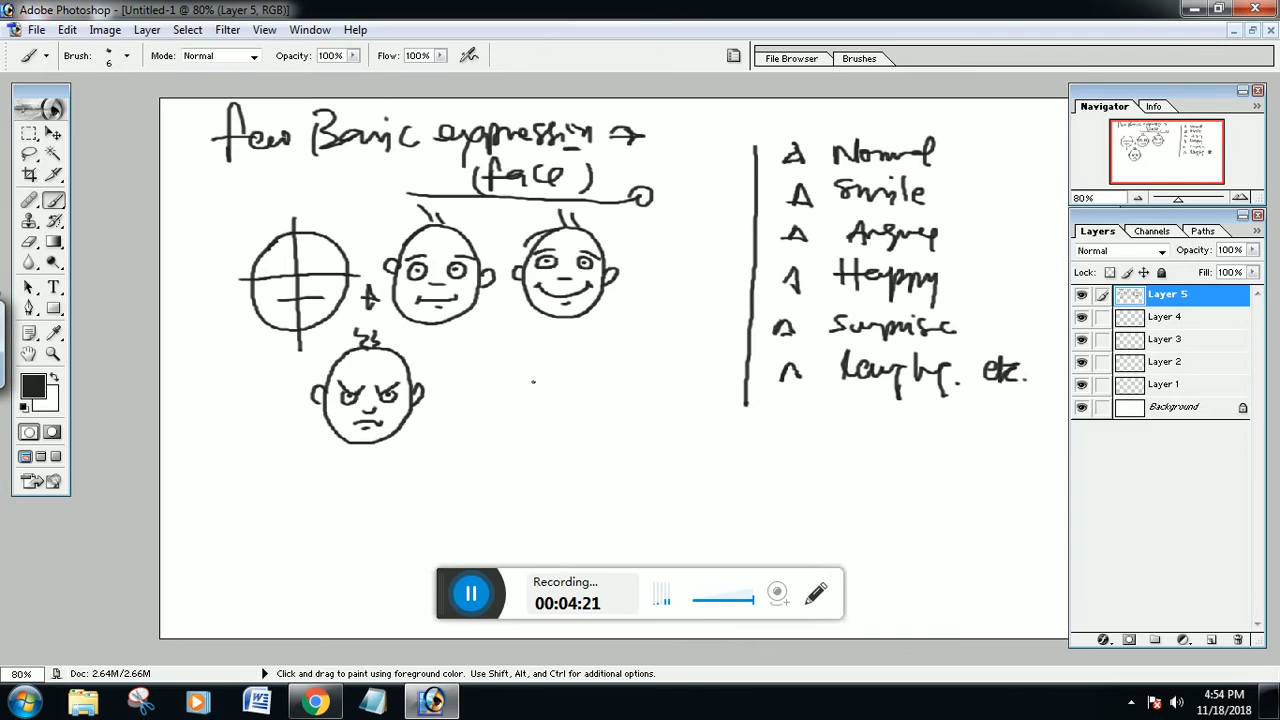 Adobe Photoshop - [Untitled-1 @ 80% (Layer 5, RGB)]
File Edit Image Layer Select Filter View Window Help
Brush: 6 Mode: Normal Opacity: 100% Flow: 100% File Browser Brushes
few Basic expression →
(face)
Normal
Smile
Angree
Happy
Surprise
Laughg. etc.
Navigator Info
80%
Layers Channels Paths
Normal Opacity: 100%
Lock: Fill: 100%
Layer 5
Layer 4
Layer 3
Layer 2
Layer 1
Background
Recording...
00:04:21
80% Doc: 2.64M/2.66M Click and drag to paint using foreground color. Use Shift, Alt, and Ctrl for additional options.
4:54 PM
11/18/2018